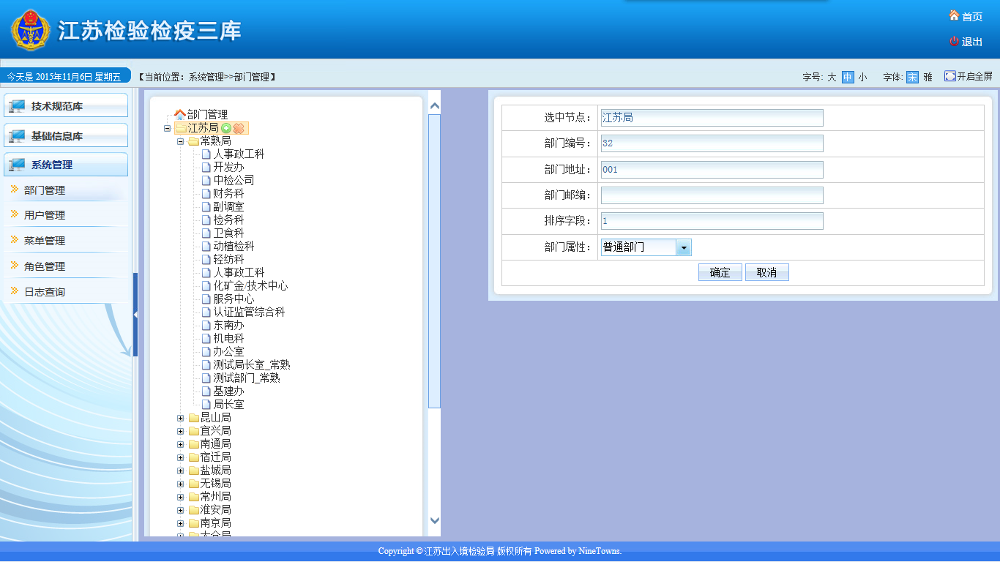 江苏检验检疫三库
首页
退出
今天是 2015年11月6日 星期五
【当前位置：系统管理>>部门管理】
字号: 大 中 小 字体: 宋 雅 开启全屏
技术规范库
基础信息库
系统管理
部门管理
用户管理
菜单管理
角色管理
日志查询
部门管理
江苏局
常熟局
人事政工科
开发办
中检公司
财务科
副调室
检务科
卫食科
动植检科
轻纺科
人事政工科
化矿金/技术中心
服务中心
认证监管综合科
东南办
机电科
办公室
测试局长室_常熟
测试部门_常熟
基建办
局长室
昆山局
宜兴局
南通局
宿迁局
盐城局
无锡局
常州局
淮安局
南京局
选中节点： 江苏局
部门编号： 32
部门地址： 001
部门邮编：
排序字段： 1
部门属性： 普通部门
确定 取消
Copyright © 江苏出入境检验局 版权所有 Powered by NineTowns.